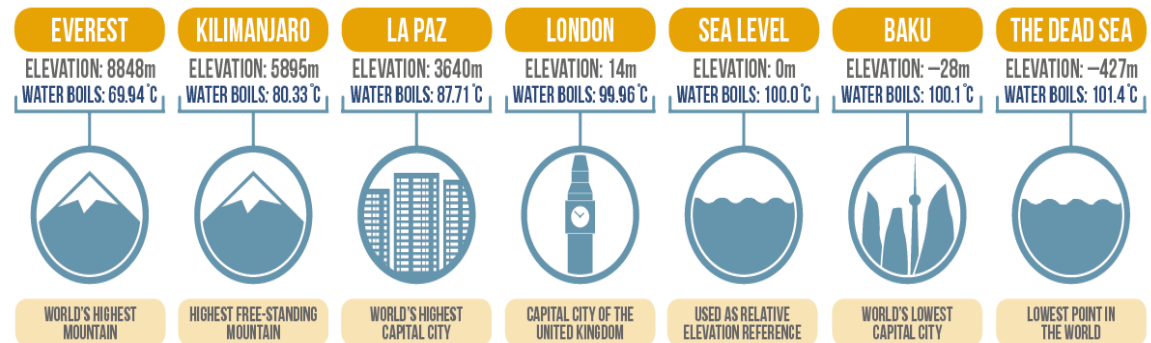 EVEREST
ELEVATION: 8848m
WATER BOILS: 69.94°C
WORLD'S HIGHEST
MOUNTAIN
KILIMANJARO
ELEVATION: 5895m
WATER BOILS: 80.33°C
HIGHEST FREE-STANDING
MOUNTAIN
LA PAZ
ELEVATION: 3640m
WATER BOILS: 87.71°C
WORLD'S HIGHEST
CAPITAL CITY
LONDON
ELEVATION: 14m
WATER BOILS: 99.96°C
CAPITAL CITY OF THE
UNITED KINGDOM
SEA LEVEL
ELEVATION: 0m
WATER BOILS: 100.0°C
USED AS RELATIVE
ELEVATION REFERENCE
BAKU
ELEVATION: –28m
WATER BOILS: 100.1°C
WORLD'S LOWEST
CAPITAL CITY
THE DEAD SEA
ELEVATION: –427m
WATER BOILS: 101.4°C
LOWEST POINT IN
THE WORLD